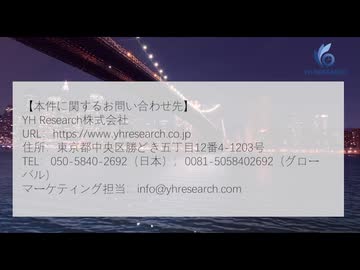 YH RESEARCH
【本件に関するお問い合わせ先】
YH Research株式会社
URL　https://www.yhresearch.co.jp
住所　東京都中央区勝どき五丁目12番4-1203号
TEL　050-5840-2692（日本）；0081-5058402692（グロー
バル）
マーケティング担当　info@yhresearch.com